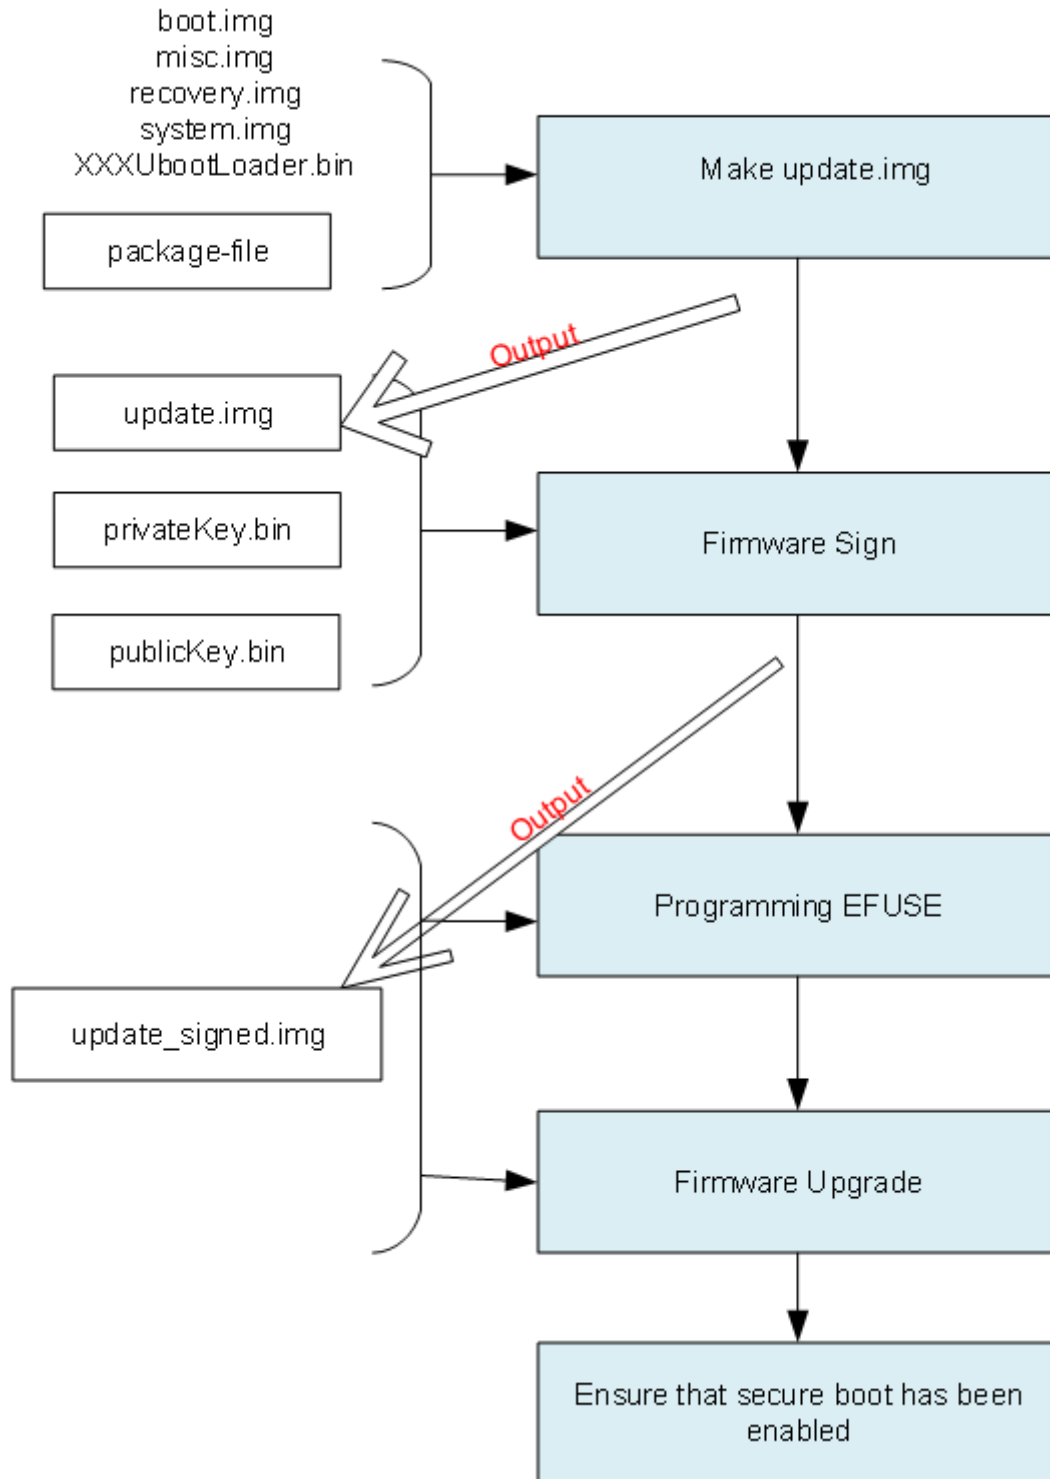 boot.img
misc.img
recovery.img
system.img
XXXUbootLoader.bin
Make update.img
package-file
Output
update.img
privateKey.bin
Firmware Sign
publicKey.bin
Output
Programming EFUSE
update_signed.img
Firmware Upgrade
Ensure that secure boot has been
enabled